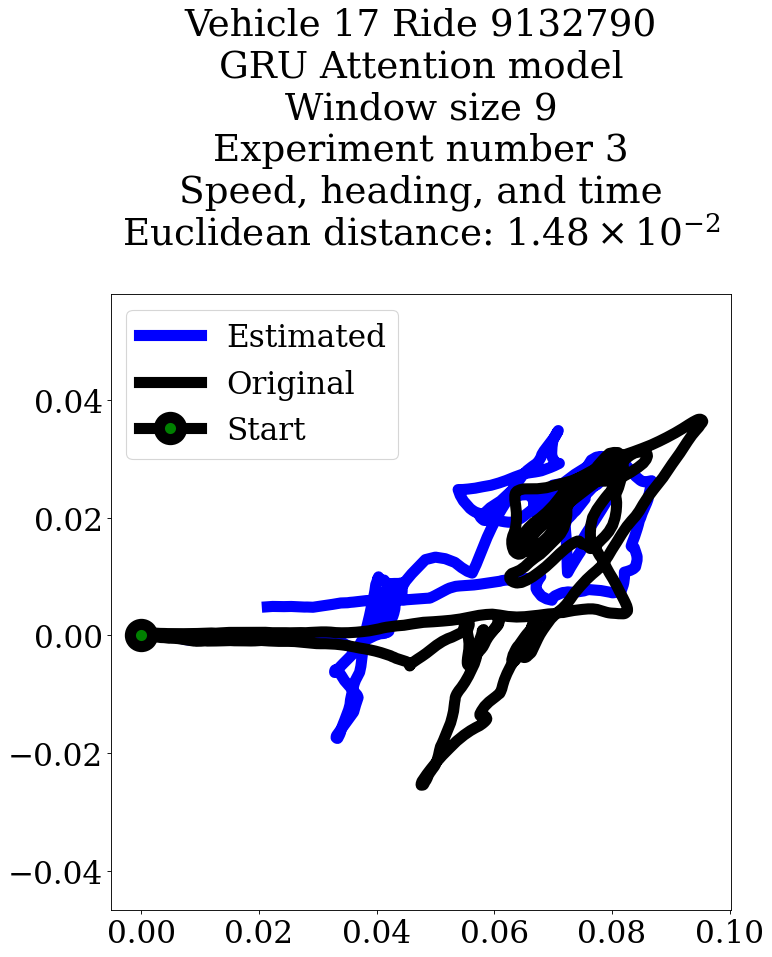 Vehicle 17 Ride 9132790
GRU Attention model
Window size 9
Experiment number 3
Speed, heading, and time
Euclidean distance: 1.48 × 10⁻²
Estimated
Original
Start
0.04
0.02
0.00
−0.02
−0.04
0.00 0.02 0.04 0.06 0.08 0.10